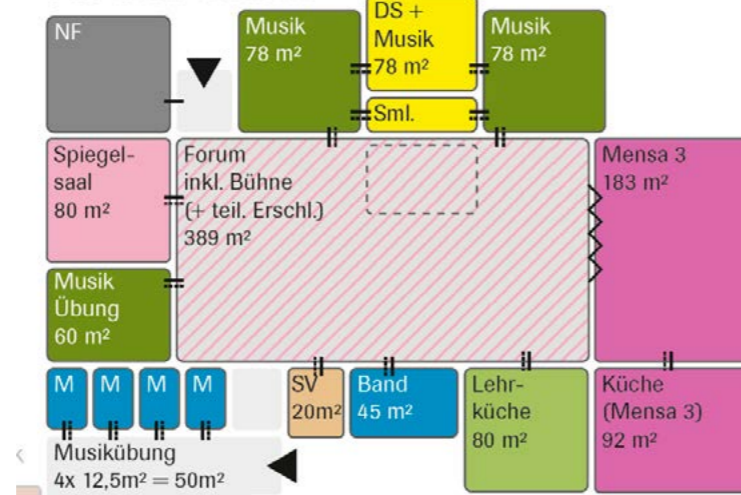 NF
Musik
78 m²
DS +
Musik
78 m²
Musik
78 m²
Sml.
Spiegel-
saal
80 m²
Forum
inkl. Bühne
(+ teil. Erschl.)
389 m²
Mensa 3
183 m²
Musik
Übung
60 m²
M
M
M
M
SV
20m²
Band
45 m²
Lehr-
küche
80 m²
Küche
(Mensa 3)
92 m²
Musikübung
4x 12,5m² = 50m²